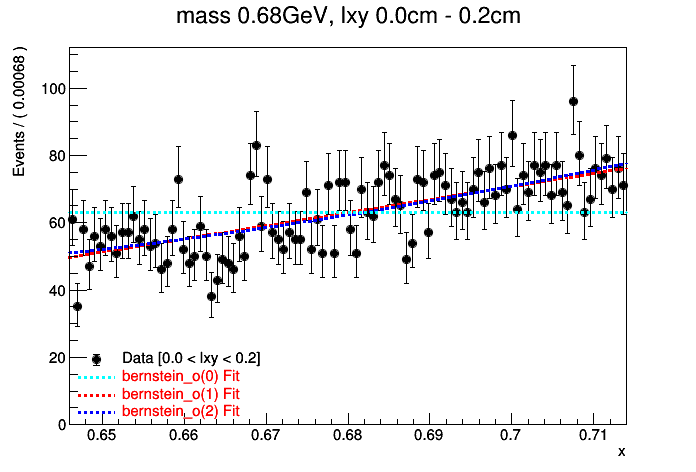 mass 0.68GeV, lxy 0.0cm - 0.2cm
Events / ( 0.00068 )
100
80
60
40
20
0
Data [0.0 < lxy < 0.2]
bernstein_o(0) Fit
bernstein_o(1) Fit
bernstein_o(2) Fit
0.65 0.66 0.67 0.68 0.69 0.7 0.71
x